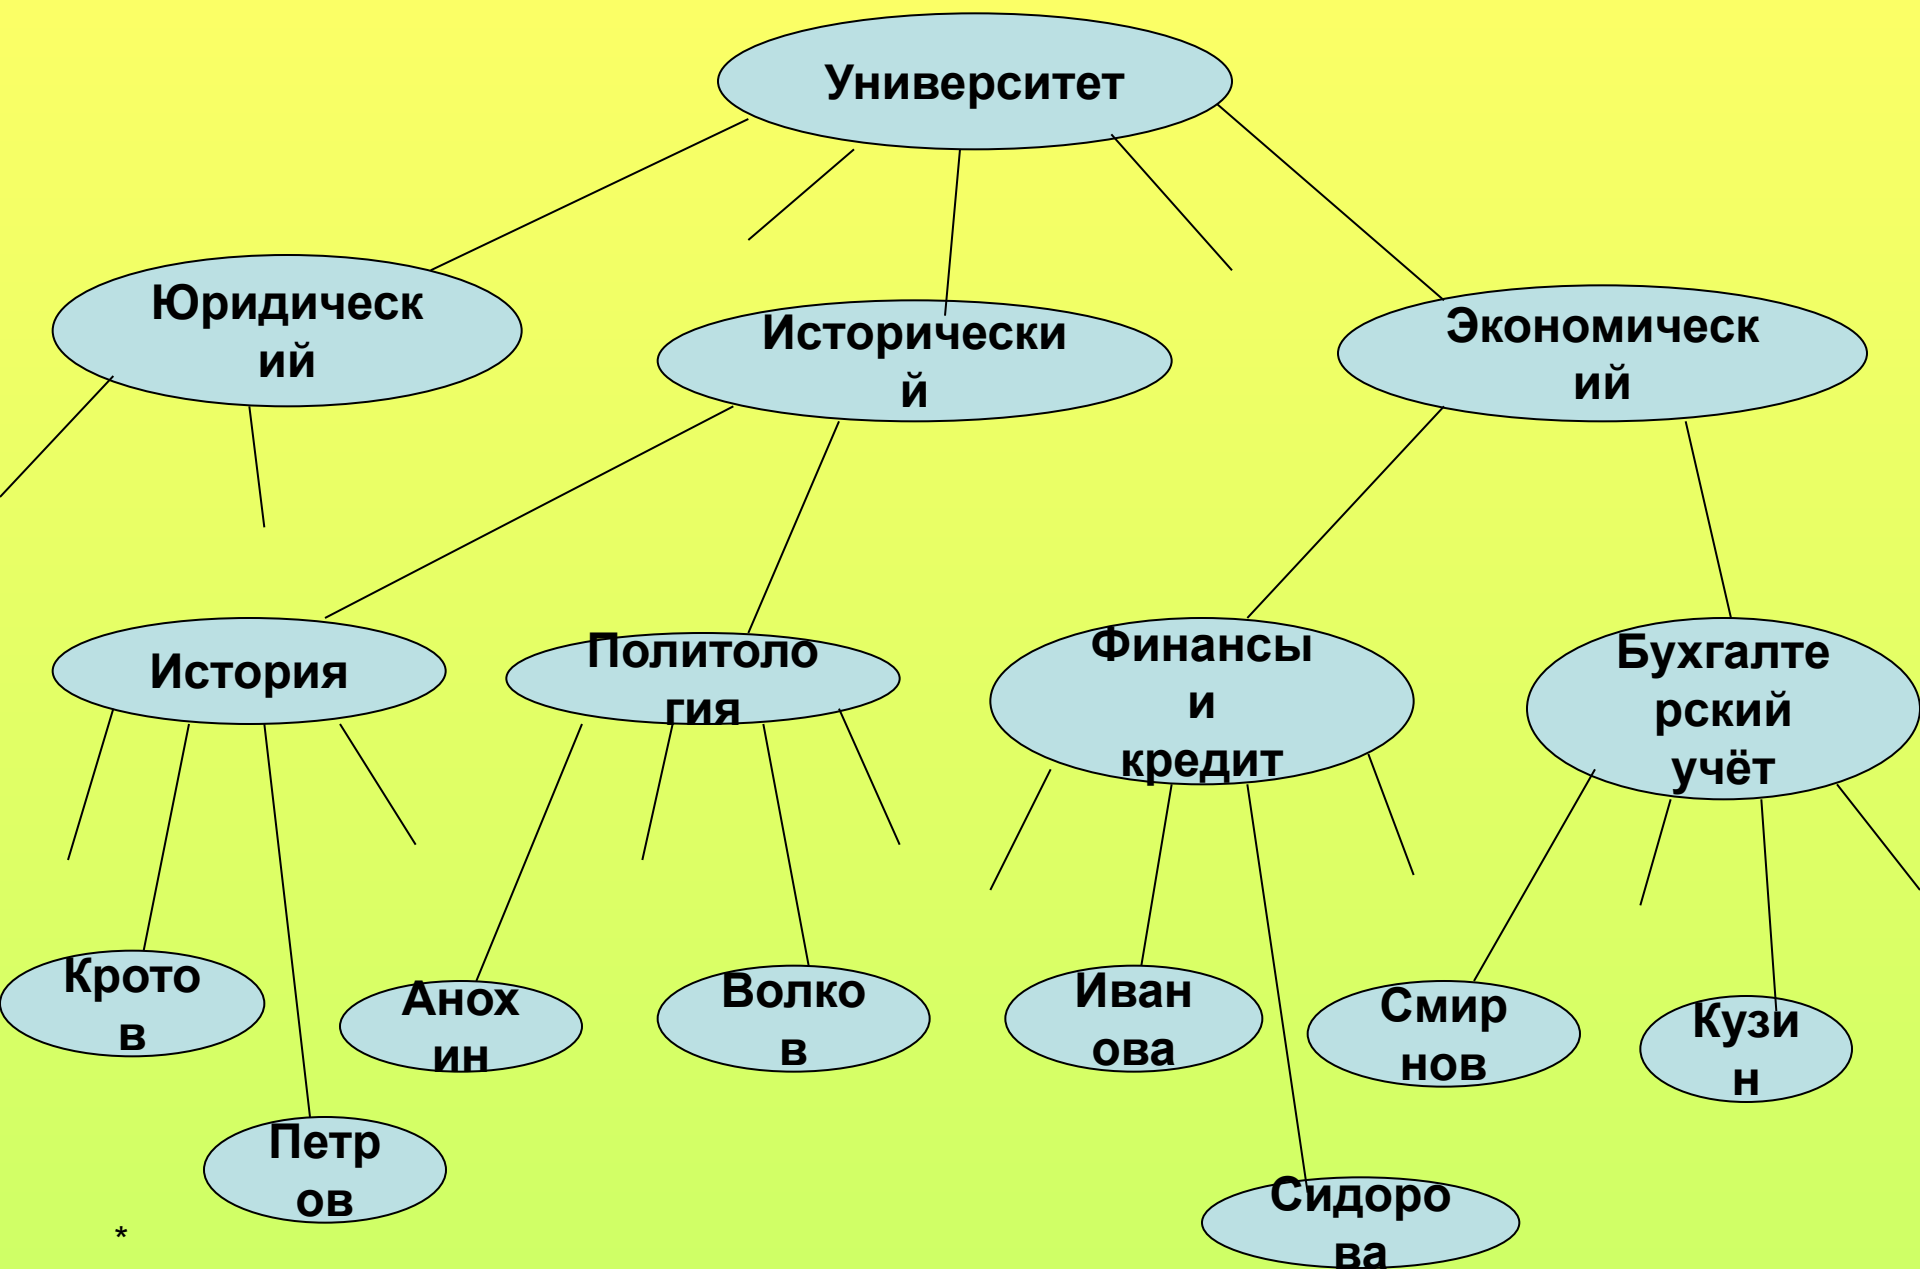 Университет
Юридическ
ий
Исторически
й
Экономическ
ий
История
Политоло
гия
Финансы
и
кредит
Бухгалте
рский
учёт
Крото
в
Анох
ин
Волко
в
Иван
ова
Смир
нов
Кузи
н
Петр
ов
Сидоро
ва
*